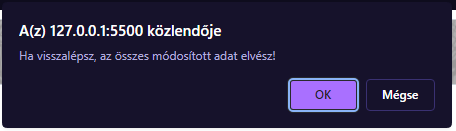 A(z) 127.0.0.1:5500 közlendője
Ha visszalépsz, az összes módosított adat elvész!
OK
Mégse